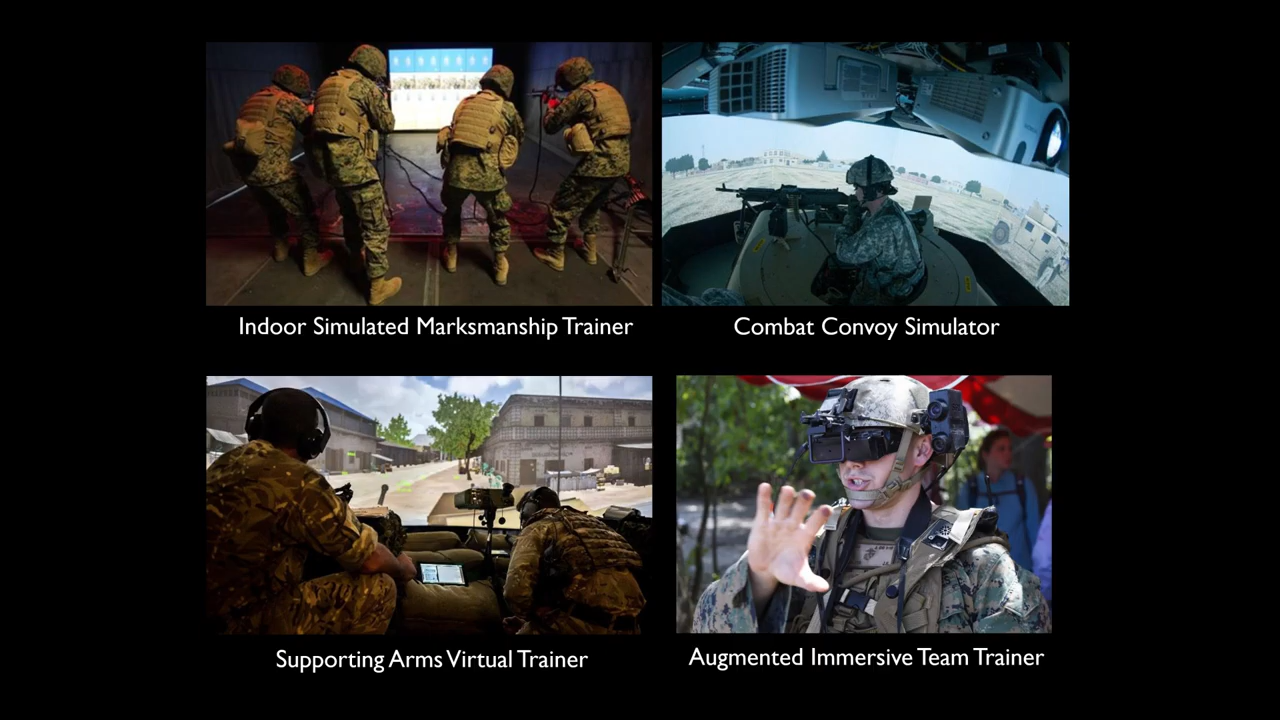 Indoor Simulated Marksmanship Trainer
Combat Convoy Simulator
Supporting Arms Virtual Trainer
Augmented Immersive Team Trainer